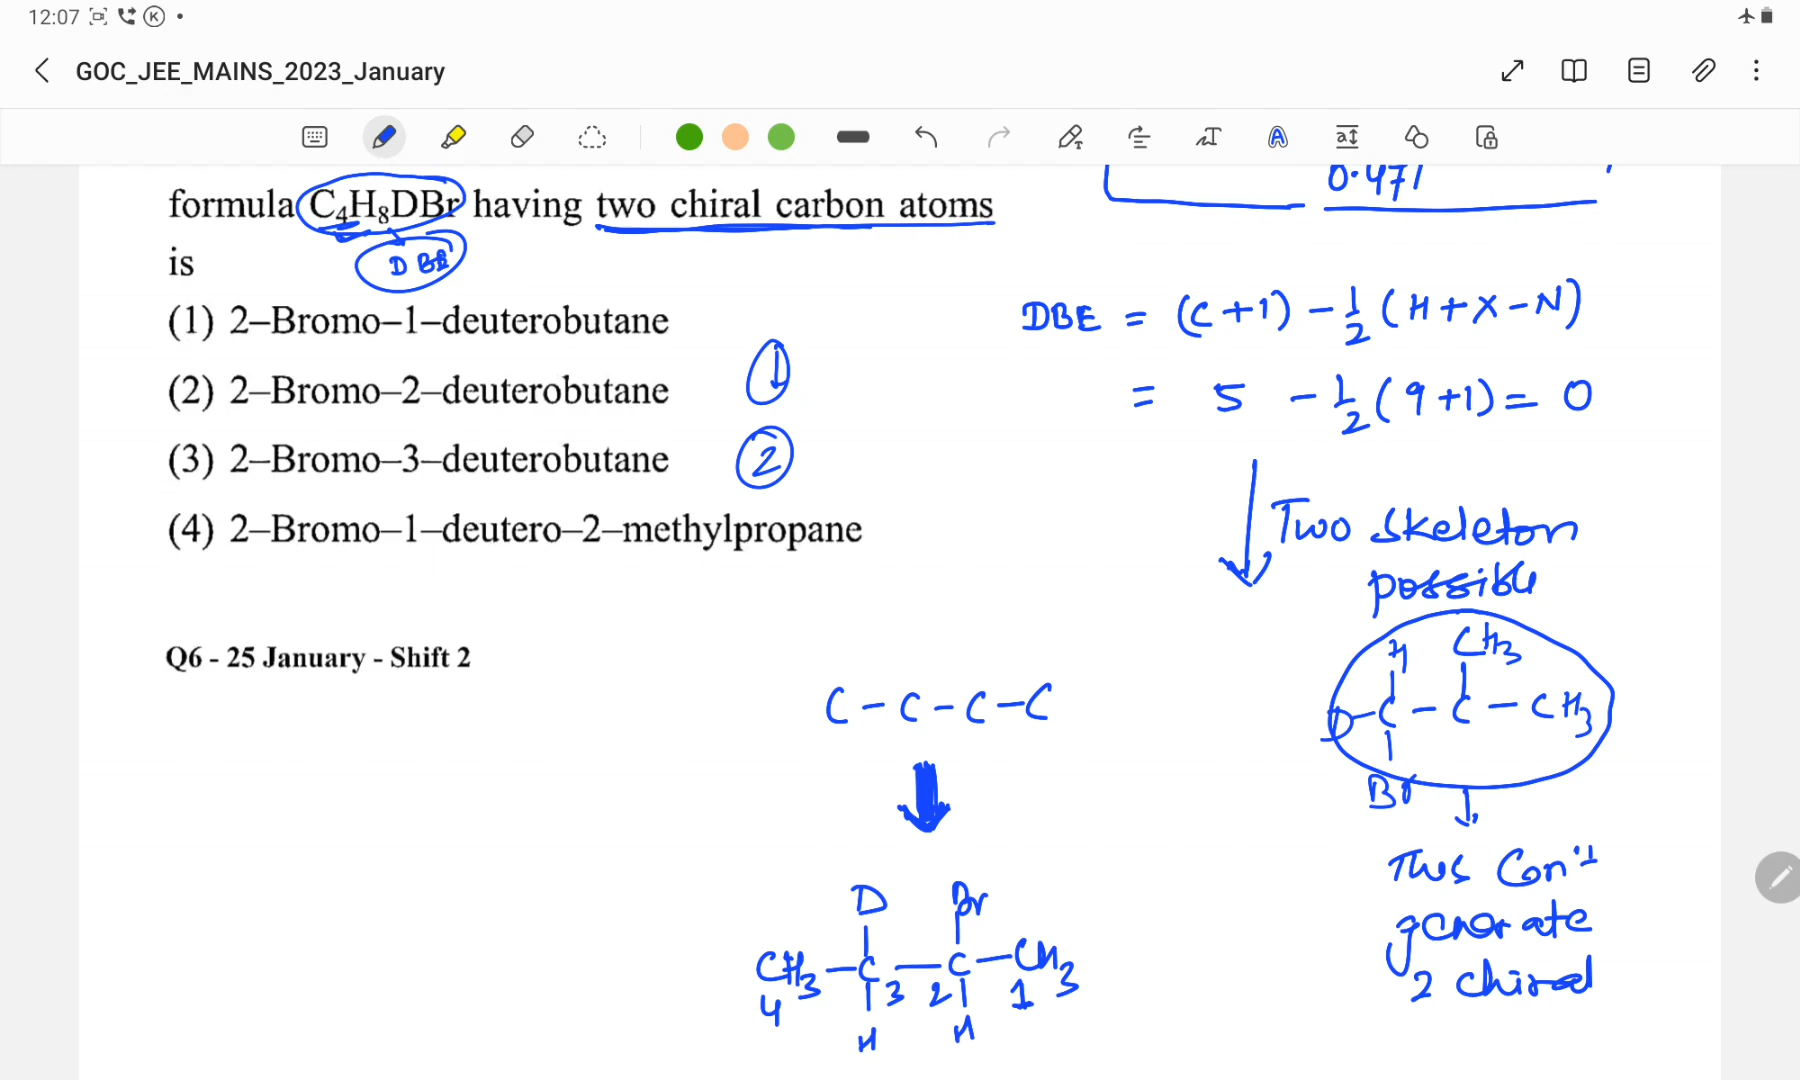 12:07
GOC_JEE_MAINS_2023_January
0.471
formula C₄H₈DBr having two chiral carbon atoms
is
D Br
(1) 2–Bromo–1–deuterobutane
(2) 2–Bromo–2–deuterobutane
(3) 2–Bromo–3–deuterobutane
(4) 2–Bromo–1–deutero–2–methylpropane
1
2
DBE = (C+1) – 1/2 (H+X–N)
= 5 – 1/2 (9+1) = 0
Two skeleton
possible
Q6 - 25 January - Shift 2
C – C – C – C
H CH3
D–C – C – CH3
Br
This Can't
generate
2 chiral
D Br
CH3–C–C–CH3
4 3 2 1
H H